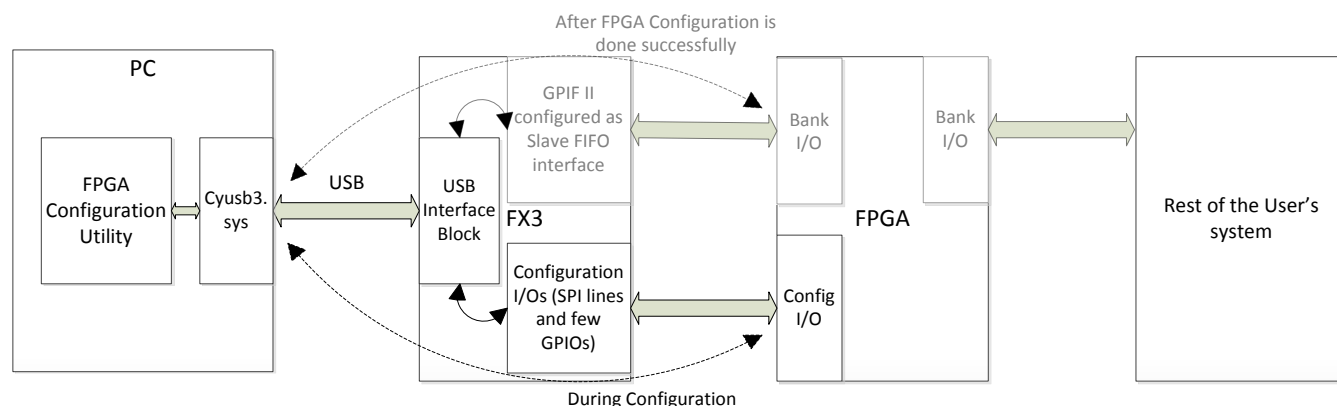 After FPGA Configuration is
done successfully
PC
FPGA
Configuration
Utility
Cyusb3.
sys
USB
USB
Interface
Block
FX3
GPIF II
configured as
Slave FIFO
interface
Configuration
I/Os (SPI lines
and few
GPIOs)
Bank
I/O
Bank
I/O
FPGA
Config
I/O
Rest of the User’s
system
During Configuration